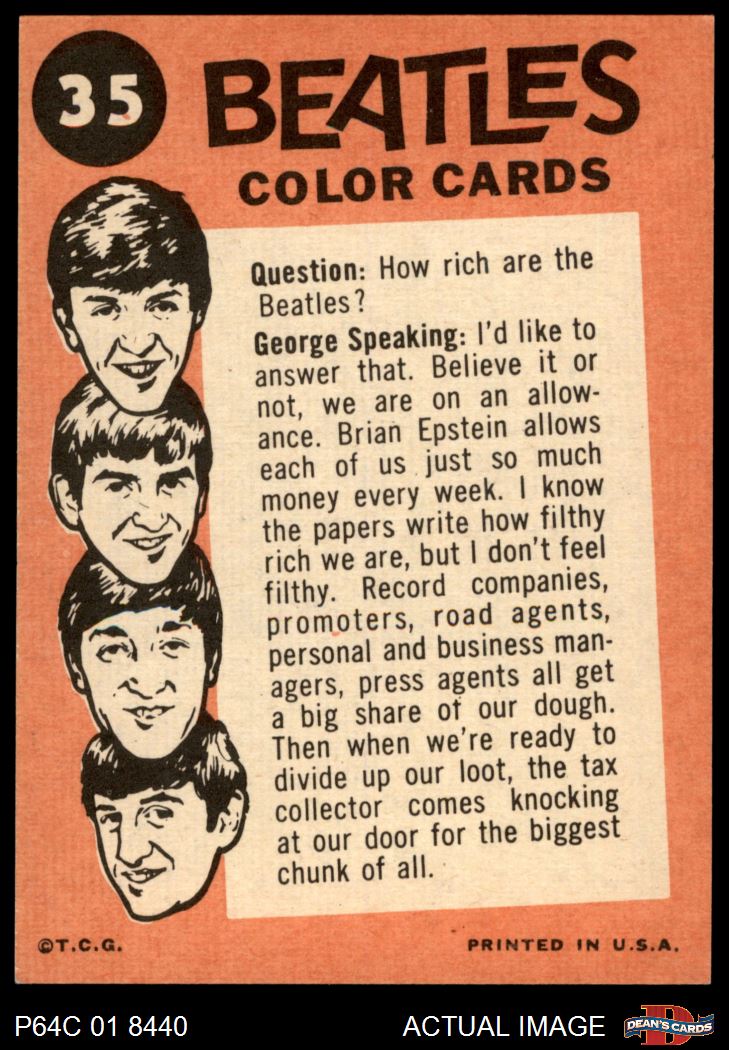 35
BEATLES
COLOR CARDS
Question: How rich are the
Beatles?
George Speaking: I'd like to
answer that. Believe it or
not, we are on an allow-
ance. Brian Epstein allows
each of us just so much
money every week. I know
the papers write how filthy
rich we are, but I don't feel
filthy. Record companies,
promoters, road agents,
personal and business man-
agers, press agents all get
a big share of our dough.
Then when we're ready to
divide up our loot, the tax
collector comes knocking
at our door for the biggest
chunk of all.
©T.C.G.
PRINTED IN U.S.A.
P64C 01 8440
ACTUAL IMAGE
D
DEAN'S CARDS